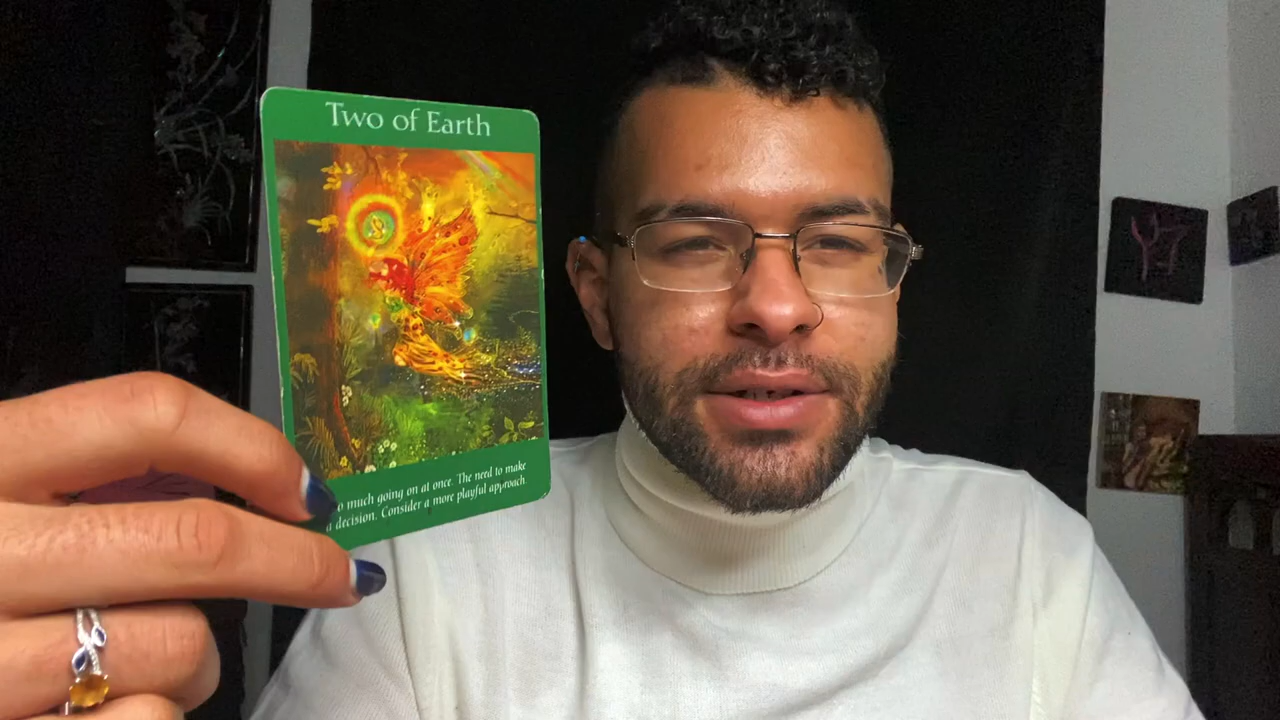 Two of Earth
o much going on at once. The need to make
a decision. Consider a more playful approach.